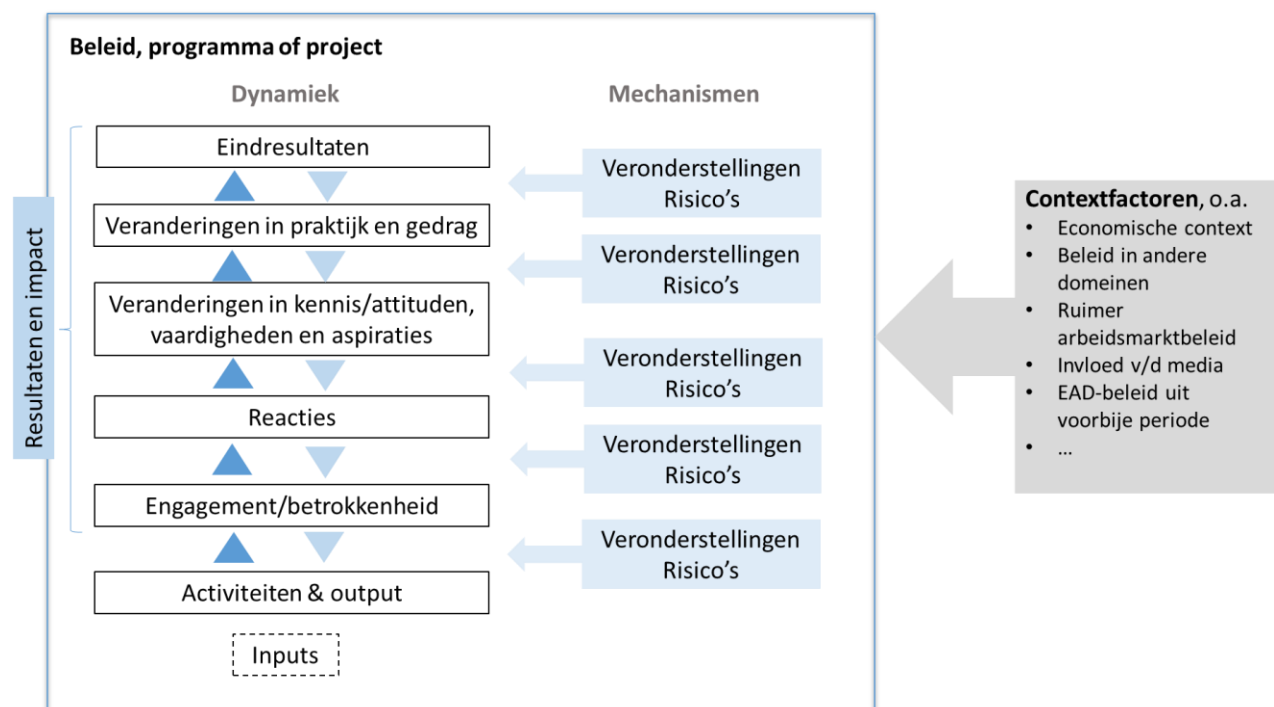 Beleid, programma of project
Dynamiek
Mechanismen
Resultaten en impact
Eindresultaten
Veranderingen in praktijk en gedrag
Veranderingen in kennis/attituden,
vaardigheden en aspiraties
Reacties
Engagement/betrokkenheid
Activiteiten & output
Inputs
Veronderstellingen
Risico’s
Veronderstellingen
Risico’s
Veronderstellingen
Risico’s
Veronderstellingen
Risico’s
Veronderstellingen
Risico’s
Contextfactoren, o.a.
• Economische context
• Beleid in andere
domeinen
• Ruimer
arbeidsmarktbeleid
• Invloed v/d media
• EAD-beleid uit
voorbije periode
• ...